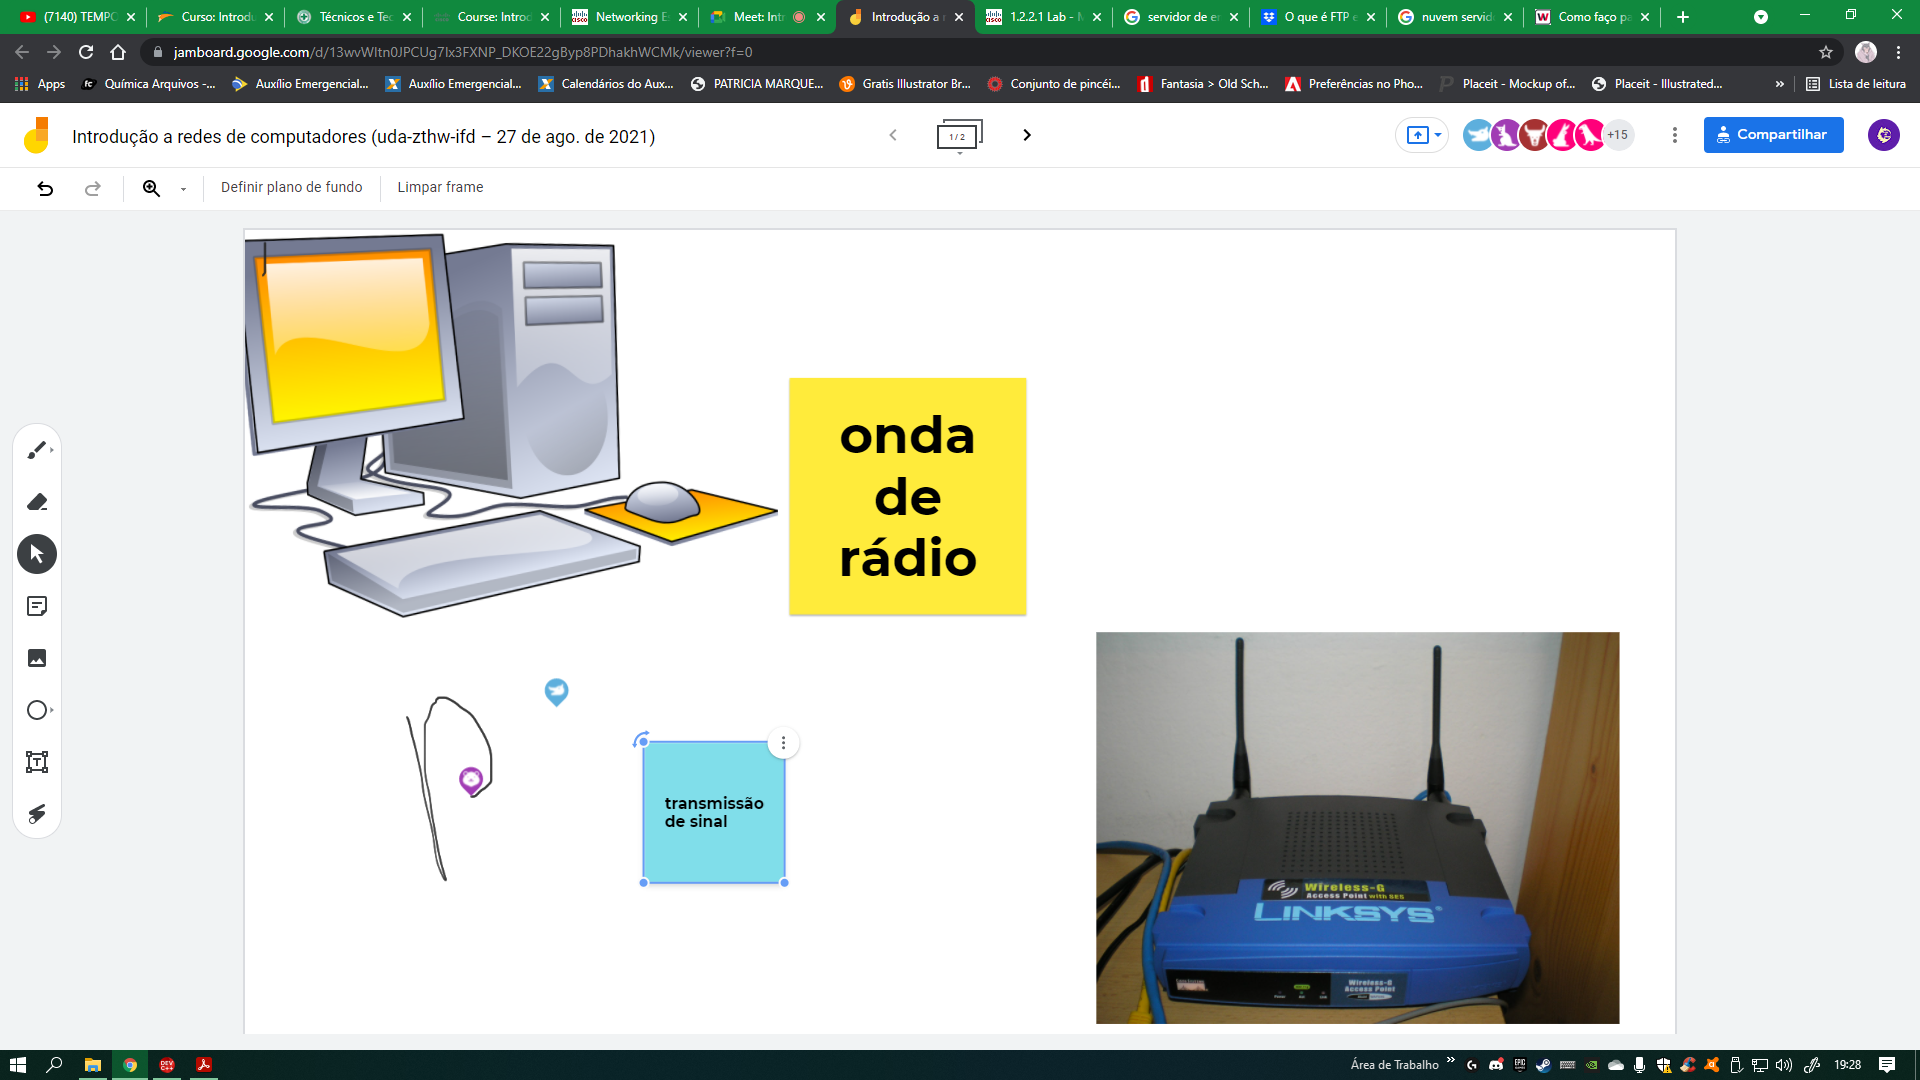 (7140) TEMPO
Curso: Introdu
Técnicos e Tec
Course: Introd
Networking E
Meet: Intr
Introdução a r
1.2.2.1 Lab - M
servidor de e
O que é FTP e
nuvem servid
Como faço pa
jamboard.google.com/d/13wvWItn0JPCUg7lx3FXNP_DKOE22gByp8PDhakhWCMk/viewer?f=0
Apps
Química Arquivos -...
Auxílio Emergencial...
Auxílio Emergencial...
Calendários do Aux...
PATRICIA MARQUE...
Gratis Illustrator Br...
Conjunto de pincéi...
Fantasia > Old Sch...
Preferências no Pho...
Placeit - Mockup of...
Placeit - Illustrated...
»
Lista de leitura
Introdução a redes de computadores (uda-zthw-ifd – 27 de ago. de 2021)
1 / 2
+15
Compartilhar
Definir plano de fundo
Limpar frame
onda
de
rádio
transmissão
de sinal
Wireless-G
Access Point with SES
LINKSYS®
Wireless-G
Access Point
Área de Trabalho
19:28